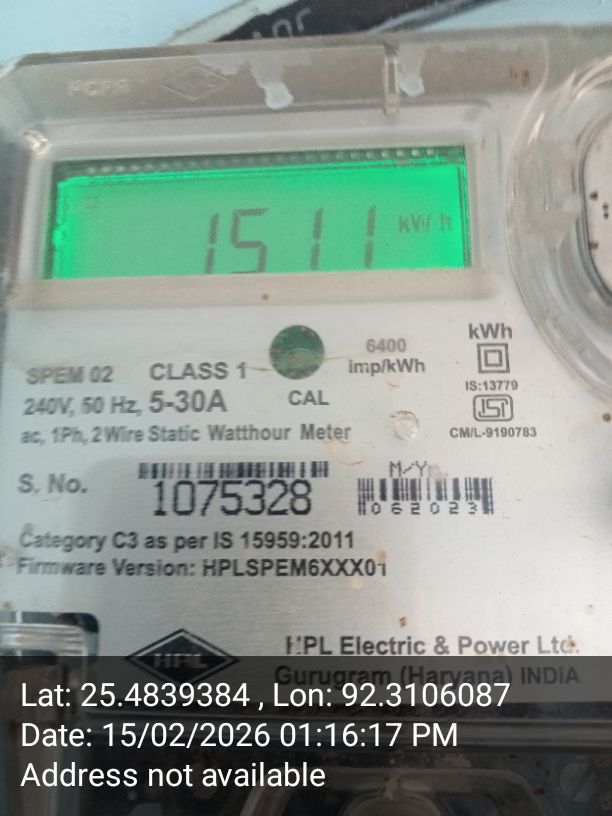 1511 kWh
kWh
6400
imp/kWh
SPEM 02 CLASS 1
240V, 50 Hz, 5-30A
CAL
IS:13779
ISI
CM/L-9190783
ac, 1Ph, 2Wire Static Watthour Meter
S. No. 1075328
M/Y
062023
Category C3 as per IS 15959:2011
Firmware Version: HPLSPEM6XXX01
HPL
HPL Electric & Power Ltd.
Gurugram (Haryana) INDiA
Lat: 25.4839384 , Lon: 92.3106087
Date: 15/02/2026 01:16:17 PM
Address not available